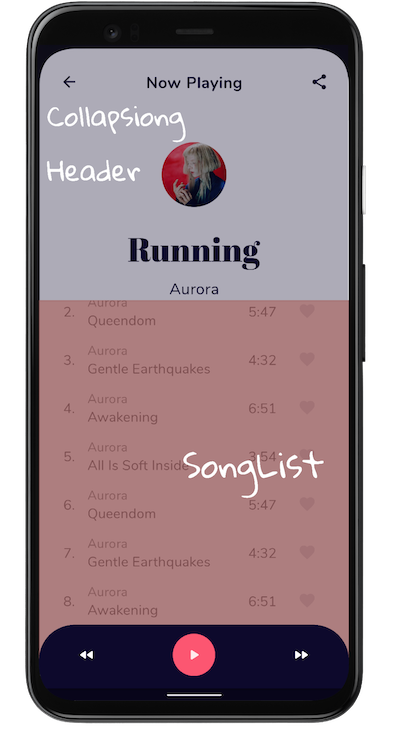 Now Playing
Collapsiong
Header
Running
Aurora
2. Aurora 5:47
Queendom
3. Aurora 4:32
Gentle Earthquakes
4. Aurora 6:51
Awakening
5. Aurora 3:54
All Is Soft Inside
SongList
6. Aurora 5:47
Queendom
7. Aurora 4:32
Gentle Earthquakes
8. Aurora 6:51
Awakening